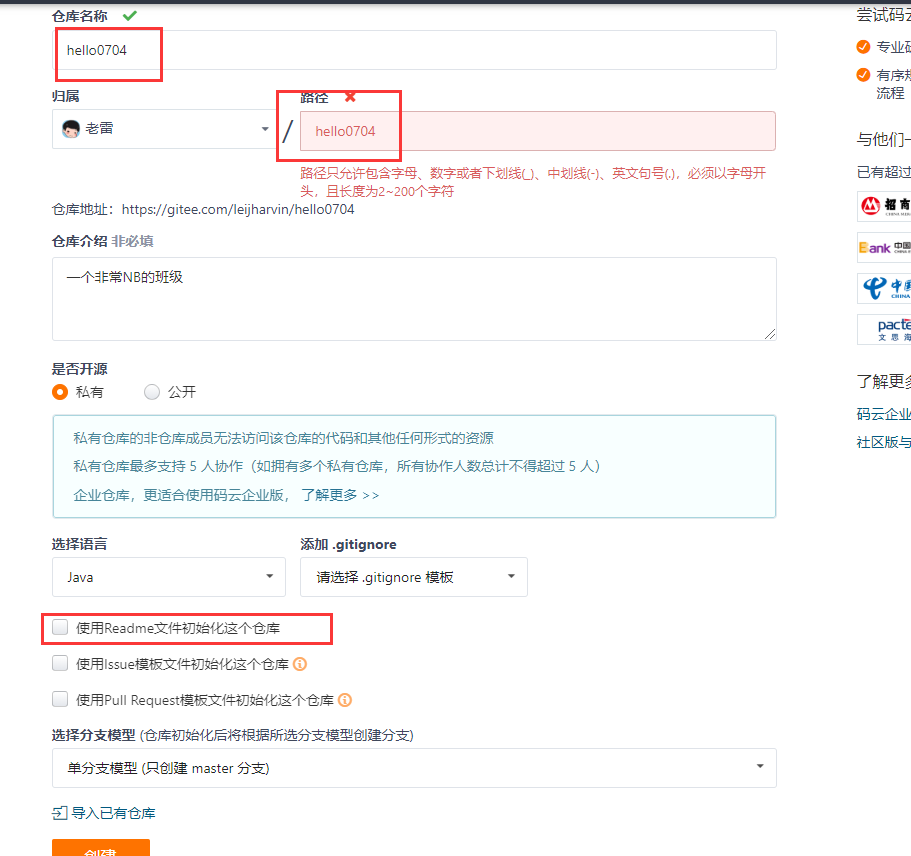 仓库名称
hello0704
归属
路径
老雷
/
hello0704
路径只允许包含字母、数字或者下划线(_)、中划线(-)、英文句号(.)，必须以字母开
头，且长度为2~200个字符
仓库地址：https://gitee.com/leijharvin/hello0704
仓库介绍 非必填
一个非常NB的班级
是否开源
私有
公开
私有仓库的非仓库成员无法访问该仓库的代码和其他任何形式的资源
私有仓库最多支持 5 人协作（如拥有多个私有仓库，所有协作人数总计不得超过 5 人）
企业仓库，更适合使用码云企业版， 了解更多 >>
选择语言
添加 .gitignore
Java
请选择 .gitignore 模板
使用Readme文件初始化这个仓库
使用Issue模板文件初始化这个仓库
使用Pull Request模板文件初始化这个仓库
选择分支模型 (仓库初始化后将根据所选分支模型创建分支)
单分支模型 (只创建 master 分支)
导入已有仓库
创建
尝试码云
专业
有序
流程
与他们一
已有超过
招商
Bank 中国
中国
CHINA
pacte
文思海
了解更多
码云企业
社区版与